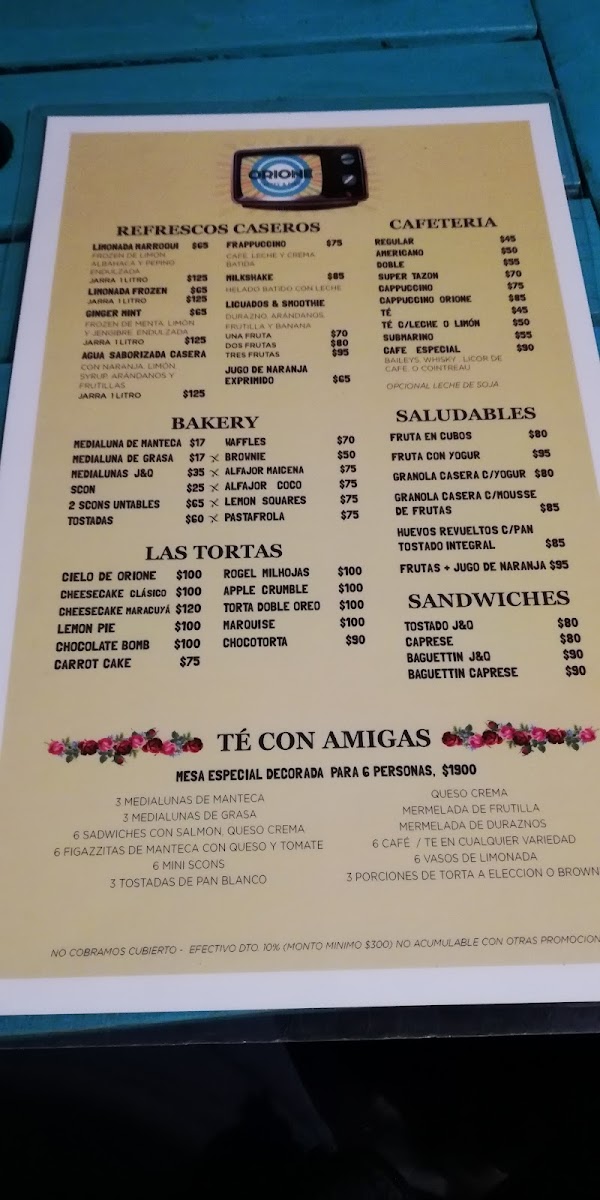 ORIONE
REFRESCOS CASEROS
LIMONADA MARROQUI $65
FROZEN DE LIMON
ALBAHACA Y PEPINO
ENDULZADA
JARRA 1 LITRO $125
LIMONADA FROZEN $65
JARRA 1 LITRO $125
GINGER MINT $65
FROZEN DE MENTA, LIMON
Y JENGIBRE, ENDULZADA
JARRA 1 LITRO $125
AGUA SABORIZADA CASERA
CON NARANJA, LIMON,
SYRUP, ARÁNDANOS Y
FRUTILLAS
JARRA 1 LITRO $125
FRAPPUCCINO $75
CAFE, LECHE Y CREMA
BATIDA
MILKSHAKE $85
HELADO BATIDO CON LECHE
LICUADOS & SMOOTHIE
DURAZNO, ARÁNDANOS,
FRUTILLA Y BANANA
UNA FRUTA $70
DOS FRUTAS $80
TRES FRUTAS $95
JUGO DE NARANJA
EXPRIMIDO $65
CAFETERIA
REGULAR $45
AMERICANO $50
DOBLE $55
SUPER TAZON $70
CAPPUCCINO $75
CAPPUCCINO ORIONE $85
TÉ $45
TÉ C/LECHE O LIMÓN $50
SUBMARINO $55
CAFE ESPECIAL $90
BAILEYS, WHISKY, LICOR DE
CAFE, O COINTREAU
OPCIONAL LECHE DE SOJA
BAKERY
MEDIALUNA DE MANTECA $17
MEDIALUNA DE GRASA $17
MEDIALUNAS J&Q $35
SCON $25
2 SCONS UNTABLES $65
TOSTADAS $60
WAFFLES $70
x BROWNIE $50
x ALFAJOR MAICENA $75
x ALFAJOR COCO $75
x LEMON SQUARES $75
x PASTAFROLA $75
SALUDABLES
FRUTA EN CUBOS $80
FRUTA CON YOGUR $95
GRANOLA CASERA C/YOGUR $80
GRANOLA CASERA C/MOUSSE
DE FRUTAS $85
HUEVOS REVUELTOS C/PAN
TOSTADO INTEGRAL $85
FRUTAS + JUGO DE NARANJA $95
LAS TORTAS
CIELO DE ORIONE $100
CHEESECAKE CLÁSICO $100
CHEESECAKE MARACUYÁ $120
LEMON PIE $100
CHOCOLATE BOMB $100
CARROT CAKE $75
ROGEL MILHOJAS $100
APPLE CRUMBLE $100
TORTA DOBLE OREO $100
MARQUISE $100
CHOCOTORTA $90
SANDWICHES
TOSTADO J&Q $80
CAPRESE $80
BAGUETTIN J&Q $90
BAGUETTIN CAPRESE $90
TÉ CON AMIGAS
MESA ESPECIAL DECORADA PARA 6 PERSONAS, $1900
3 MEDIALUNAS DE MANTECA
3 MEDIALUNAS DE GRASA
6 SADWICHES CON SALMON, QUESO CREMA
6 FIGAZZITAS DE MANTECA CON QUESO Y TOMATE
6 MINI SCONS
3 TOSTADAS DE PAN BLANCO
QUESO CREMA
MERMELADA DE FRUTILLA
MERMELADA DE DURAZNOS
6 CAFÉ / TE EN CUALQUIER VARIEDAD
6 VASOS DE LIMONADA
3 PORCIONES DE TORTA A ELECCION O BROWN
NO COBRAMOS CUBIERTO - EFECTIVO DTO. 10% (MONTO MINIMO $300) NO ACUMULABLE CON OTRAS PROMOCION